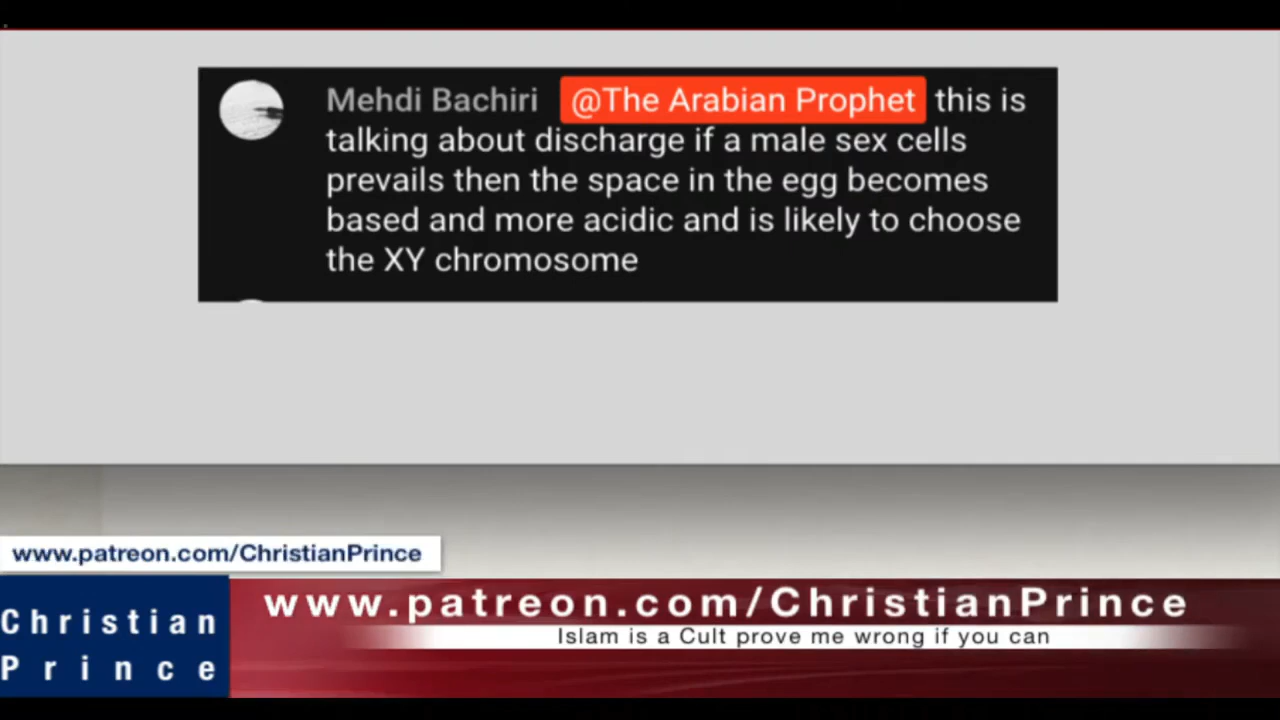 Mehdi Bachiri @The Arabian Prophet this is
talking about discharge if a male sex cells
prevails then the space in the egg becomes
based and more acidic and is likely to choose
the XY chromosome
www.patreon.com/ChristianPrince
Christian
Prince
www.patreon.com/ChristianPrince
Islam is a Cult prove me wrong if you can